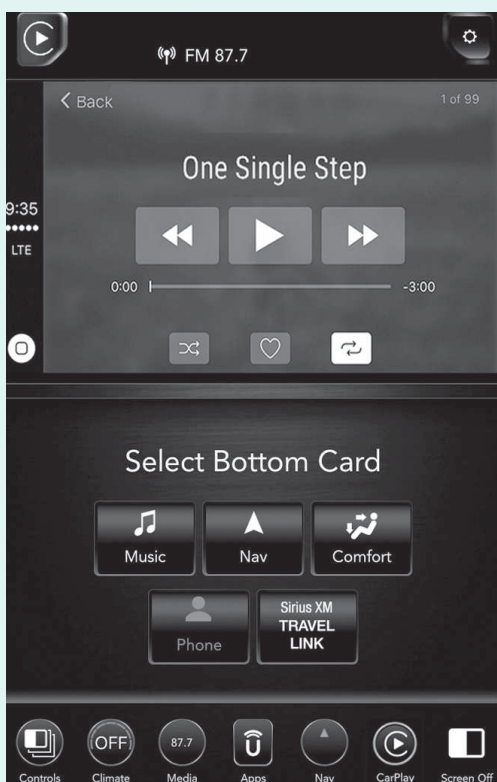 FM 87.7
Back 1 of 99
One Single Step
9:35
LTE
0:00 -3:00
Select Bottom Card
Music Nav Comfort
Phone
Sirius XM
TRAVEL
LINK
OFF 87.7
Controls Climate Media Apps Nav CarPlay Screen Off